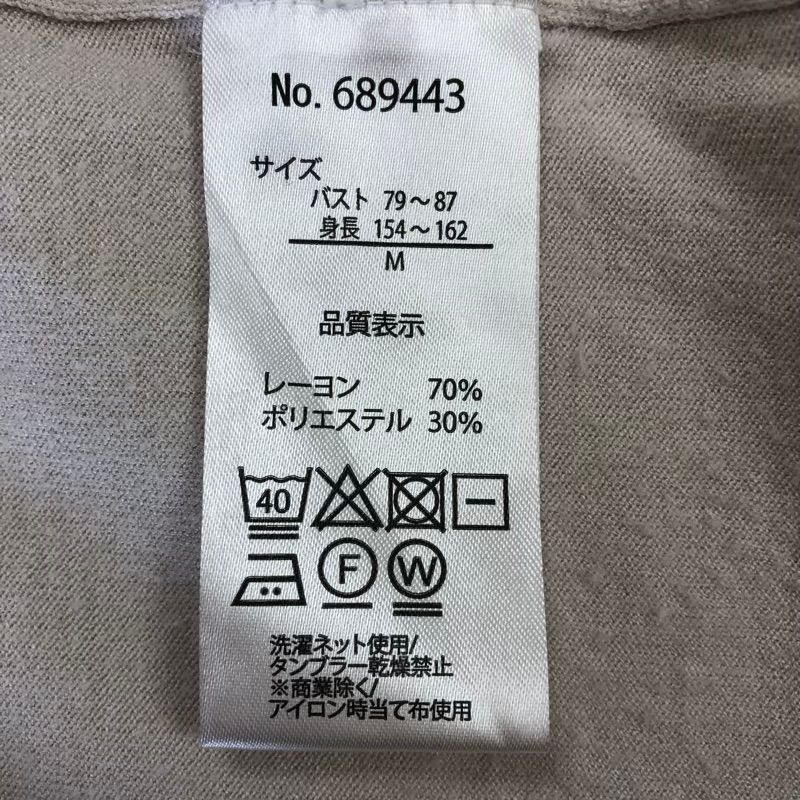 No. 689443
サイズ
バスト 79～87
身長 154～162
M
品質表示
レーヨン 70%
ポリエステル 30%
40
F W
洗濯ネット使用/
タンブラー乾燥禁止
※商業除く/
アイロン時当て布使用